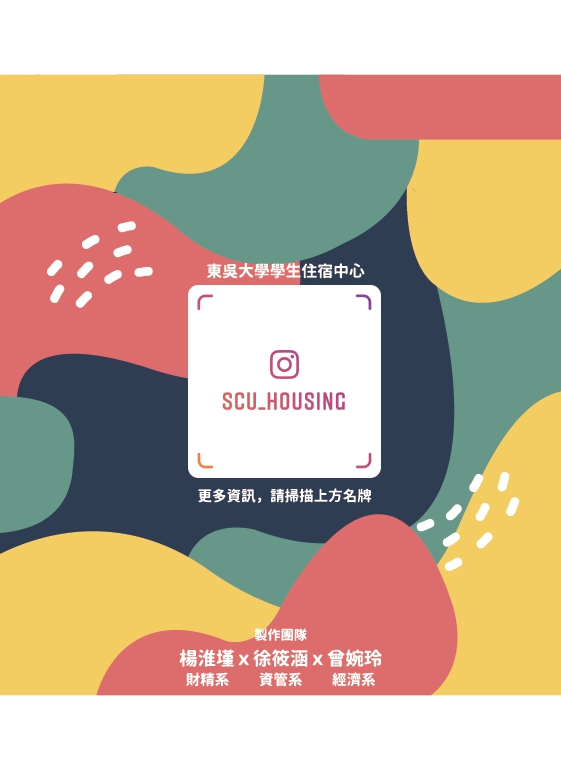 東吳大學學生住宿中心
SCU_HOUSING
更多資訊，請掃描上方名牌
製作團隊
楊淮瑾 x 徐筱涵 x 曾婉玲
財精系 資管系 經濟系